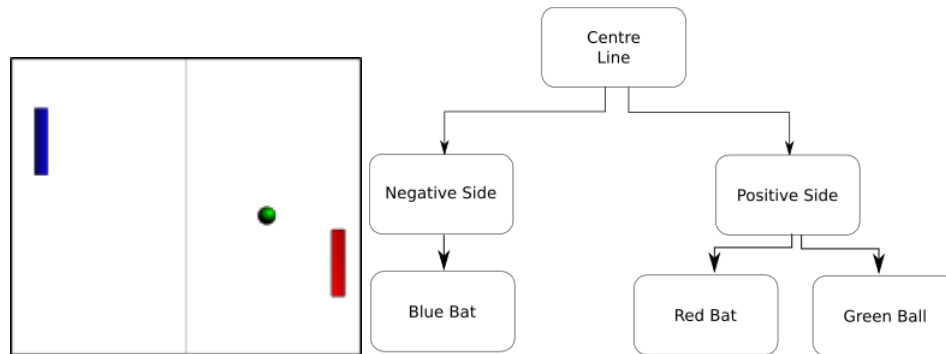 Centre
Line
Negative Side
Positive Side
Blue Bat
Red Bat
Green Ball